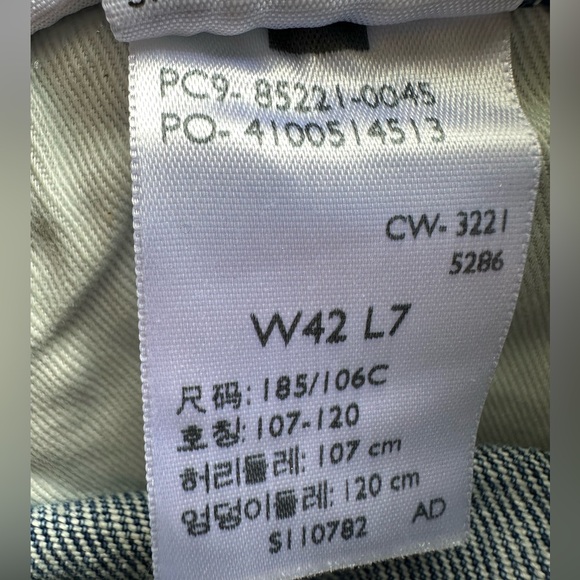 PC9- 85221-0045
PO- 4100514513
CW- 3221
5286
W42 L7
尺码: 185/106C
호칭: 107-120
허리둘레: 107 cm
엉덩이둘레: 120 cm
S110782 AD